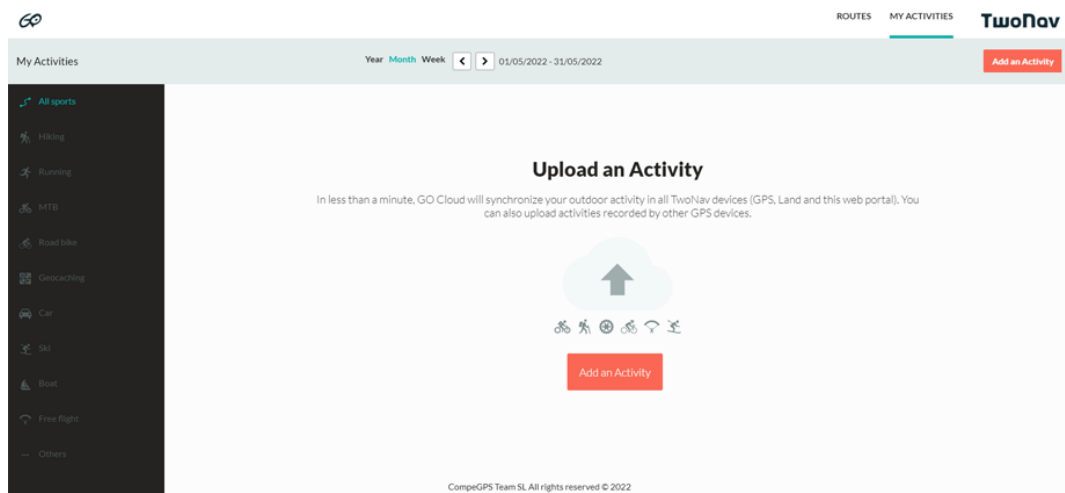 GO
ROUTES MY ACTIVITIES TwoNav
My Activities Year Month Week 01/05/2022 - 31/05/2022 Add an Activity
All sports
Hiking
Running
MTB
Road bike
Geocaching
Car
Ski
Boat
Free flight
Others
Upload an Activity
In less than a minute, GO Cloud will synchronize your outdoor activity in all TwoNav devices (GPS, Land and this web portal). You
can also upload activities recorded by other GPS devices.
Add an Activity
CompeGPS Team SL All rights reserved © 2022